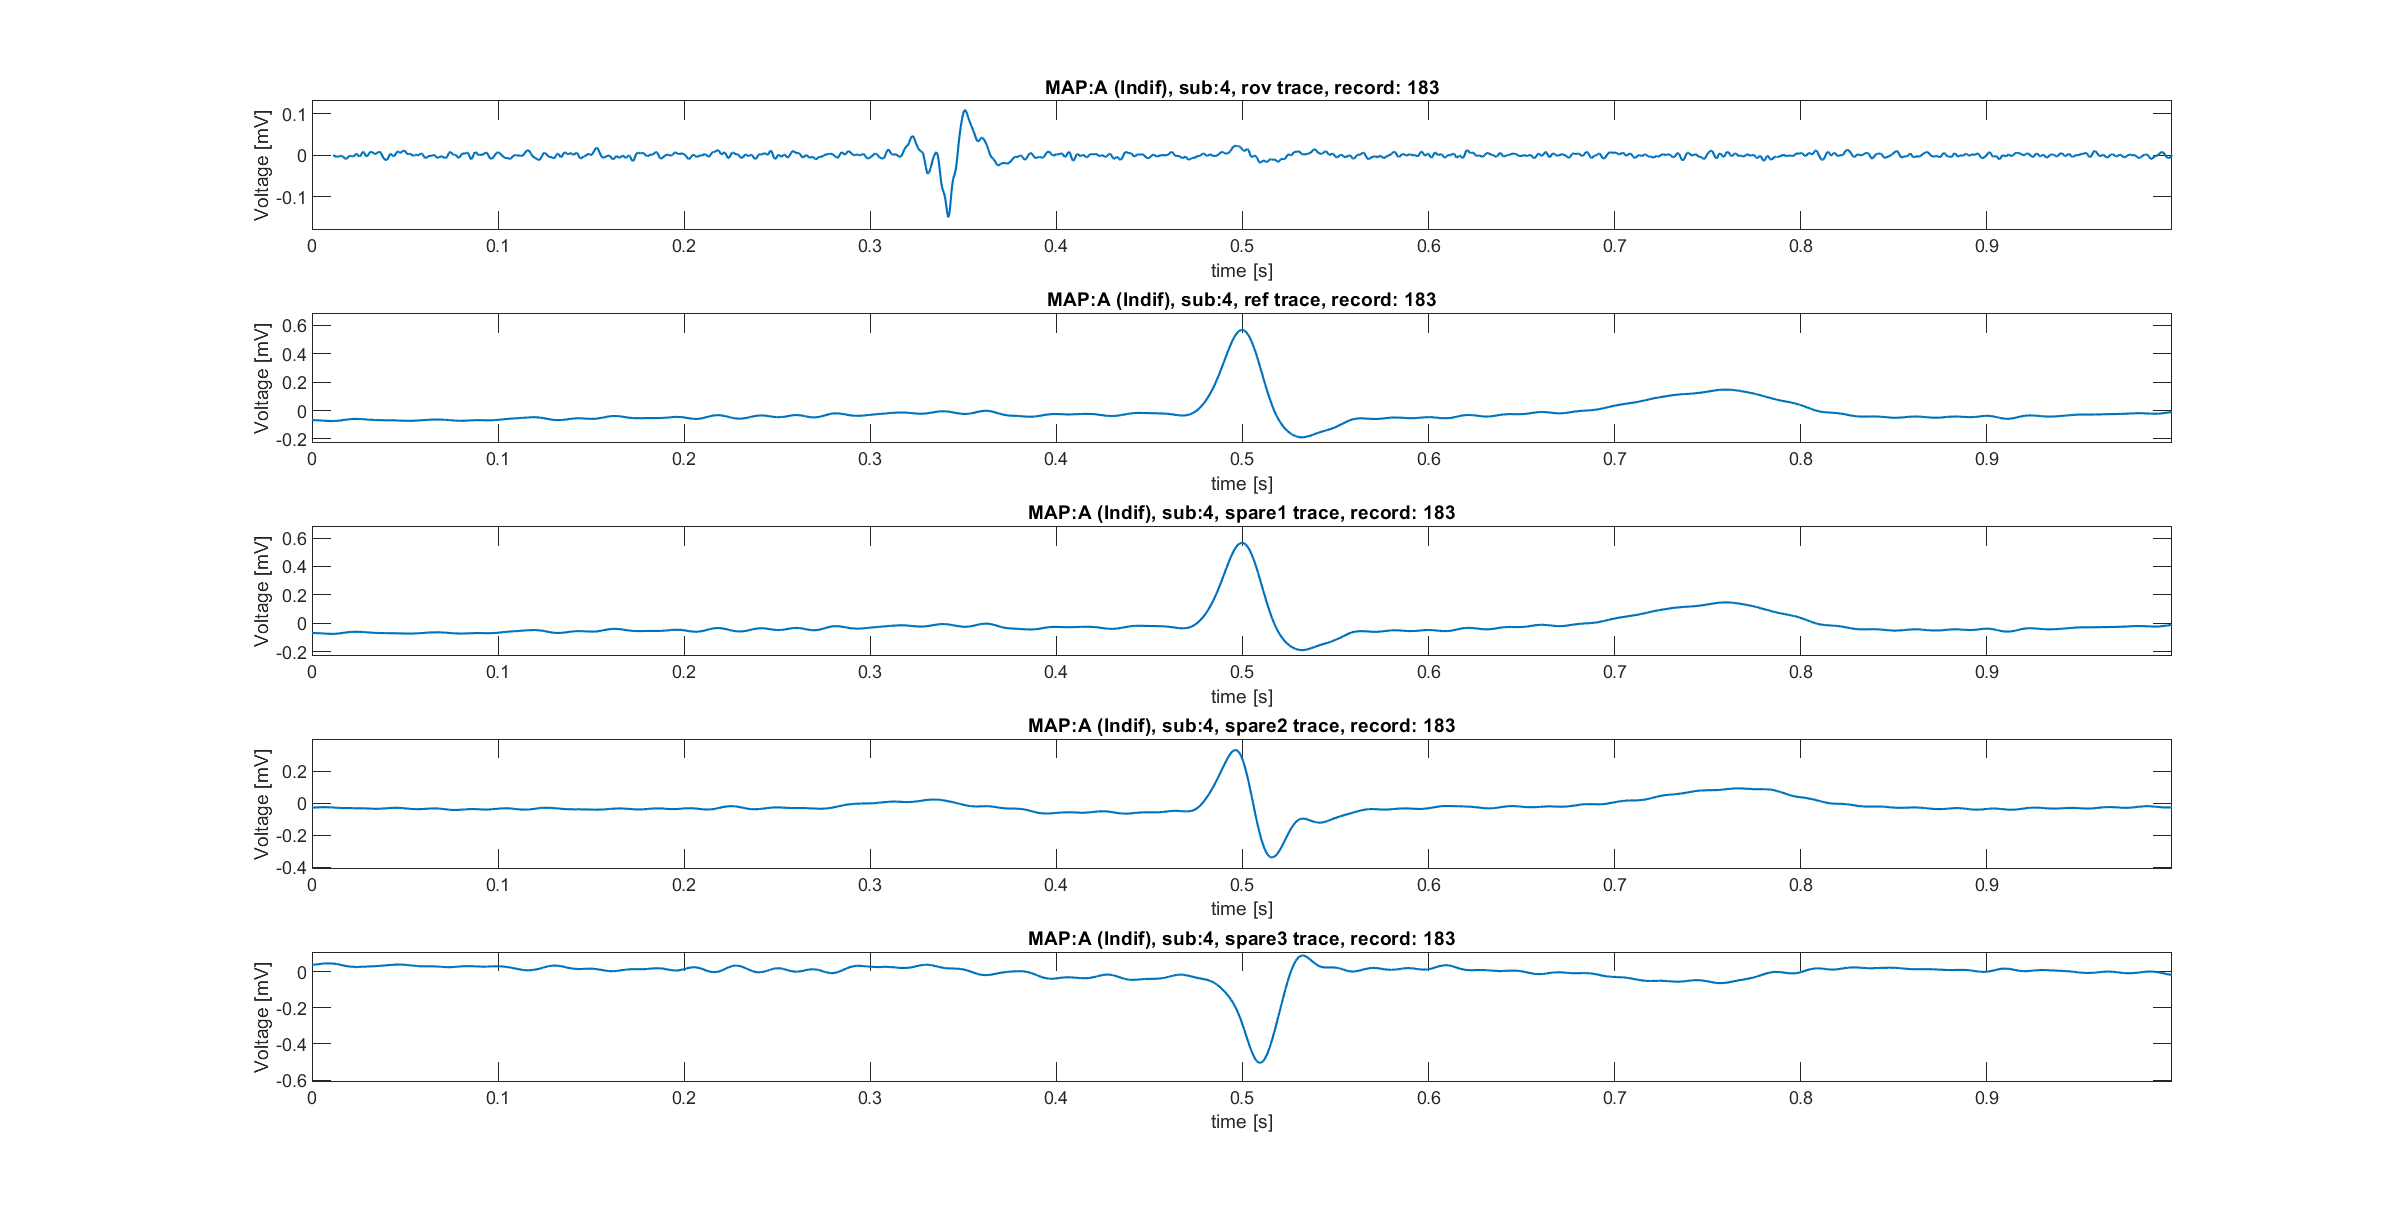 MAP:A (Indif), sub:4, rov trace, record: 183
Voltage [mV]
0.1
0
-0.1
0 0.1 0.2 0.3 0.4 0.5 0.6 0.7 0.8 0.9
time [s]
MAP:A (Indif), sub:4, ref trace, record: 183
Voltage [mV]
0.6
0.4
0.2
0
-0.2
0 0.1 0.2 0.3 0.4 0.5 0.6 0.7 0.8 0.9
time [s]
MAP:A (Indif), sub:4, spare1 trace, record: 183
Voltage [mV]
0.6
0.4
0.2
0
-0.2
0 0.1 0.2 0.3 0.4 0.5 0.6 0.7 0.8 0.9
time [s]
MAP:A (Indif), sub:4, spare2 trace, record: 183
Voltage [mV]
0.2
0
-0.2
-0.4
0 0.1 0.2 0.3 0.4 0.5 0.6 0.7 0.8 0.9
time [s]
MAP:A (Indif), sub:4, spare3 trace, record: 183
Voltage [mV]
0
-0.2
-0.4
-0.6
0 0.1 0.2 0.3 0.4 0.5 0.6 0.7 0.8 0.9
time [s]